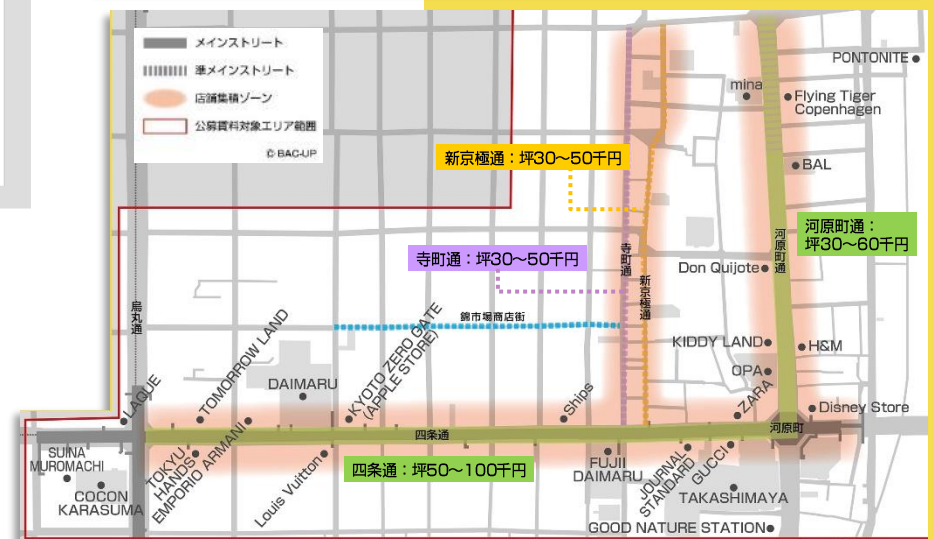 メインストリート
準メインストリート
店舗集積ゾーン
公募資料対象エリア範囲
© BAC-UP
PONTONITE
mina
Flying Tiger
Copenhagen
新京極通：坪30～50千円
BAL
河原町通：
坪30～60千円
寺町通：坪30～50千円
寺町通
新京極通
河原町通
Don Quijote
烏丸通
錦市場商店街
KIDDY LAND
H&M
OPA
ZARA
Disney Store
LAQUE
TOMORROW LAND
DAIMARU
KYOTO ZERO GATE
(APPLE STORE)
Ships
四条通
河原町
SUINA
MUROMACHI
COCON
KARASUMA
TOKYU
HANDS
EMPORIO ARMANI
Louis Vuitton
四条通：坪50～100千円
FUJII
DAIMARU
JOURNAL
STANDARD
GUCCI
TAKASHIMAYA
GOOD NATURE STATION